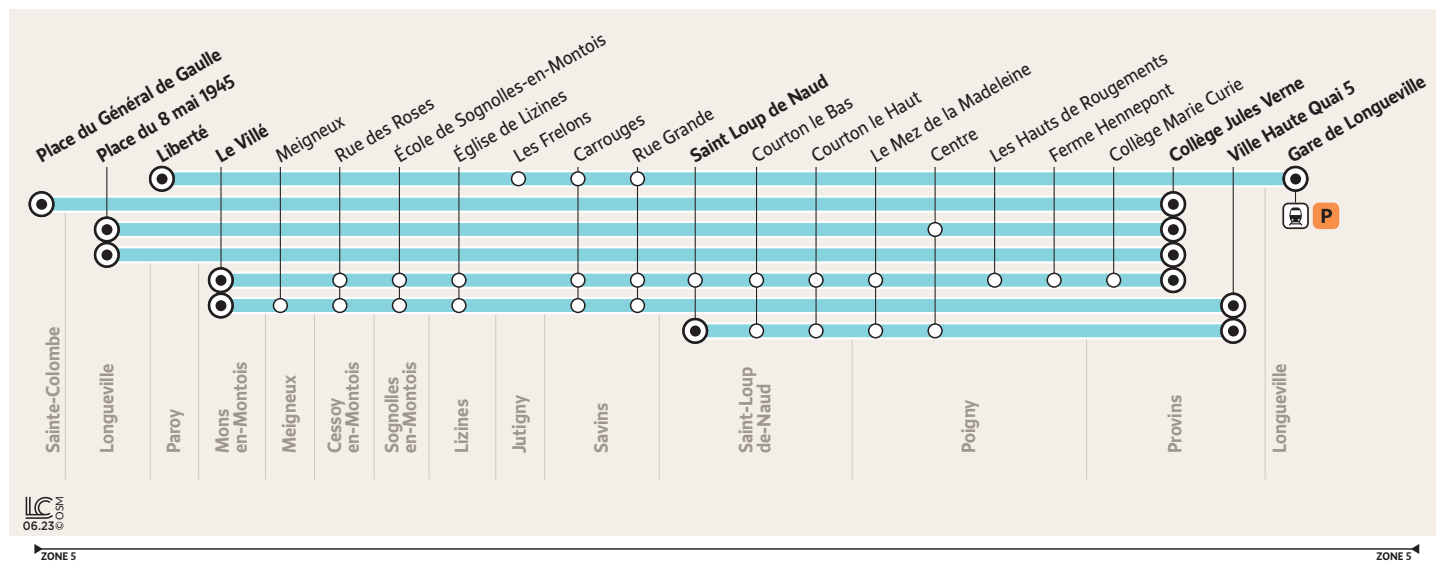 Place du Général de Gaulle
Place du 8 mai 1945
Liberté
Le Villé
Meigneux
Rue des Roses
École de Sognolles-en-Montois
Église de Lizines
Les Frelons
Carrouges
Rue Grande
Saint Loup de Naud
Courton le Bas
Courton le Haut
Le Mez de la Madeleine
Centre
Les Hauts de Rougements
Ferme Hennepont
Collège Marie Curie
Collège Jules Verne
Ville Haute Quai 5
Gare de Longueville
P
Sainte-Colombe
Longueville
Paroy
Mons
en-Montois
Meigneux
Cessoy
en-Montois
Sognolles
en-Montois
Lizines
Jutigny
Savins
Saint-Loup
de-Naud
Poigny
Provins
Longueville
LC
06.23 © OSM
ZONE 5
ZONE 5